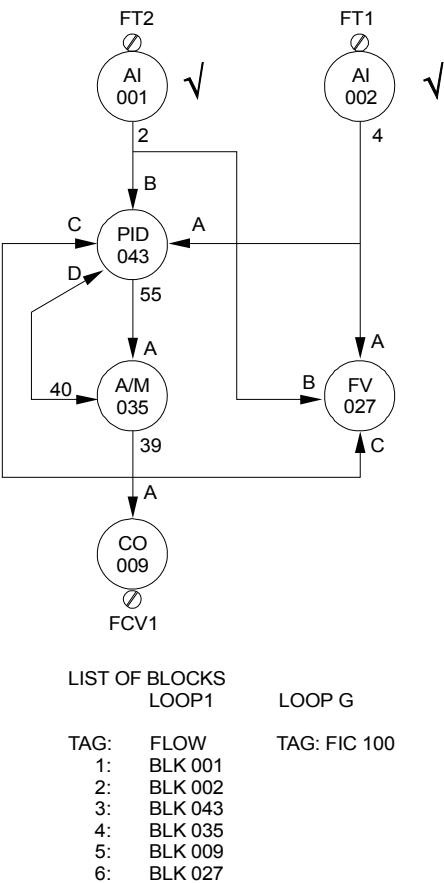 FT2 FT1
AI 001 √ AI 002 √
2 4
B
C PID 043 A
D
55
A A
40 A/M 035 B FV 027
39 C
A
CO 009
FCV1
LIST OF BLOCKS
LOOP1 LOOP G
TAG: FLOW TAG: FIC 100
1: BLK 001
2: BLK 002
3: BLK 043
4: BLK 035
5: BLK 009
6: BLK 027